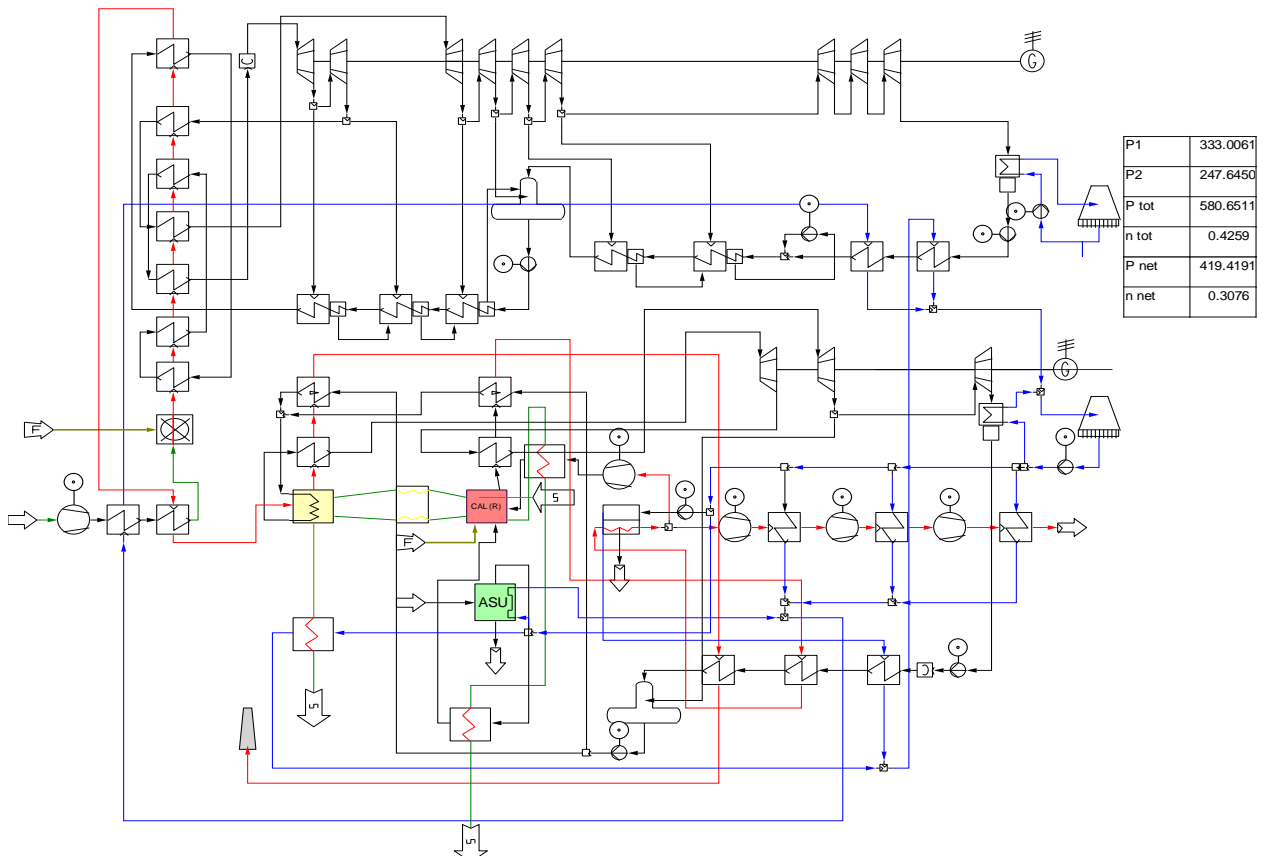 C
G
P1 333.0061
P2 247.6450
P tot 580.6511
n tot 0.4259
P net 419.4191
n net 0.3076
G
F
CAL (R)
S
F
ASU
S
S